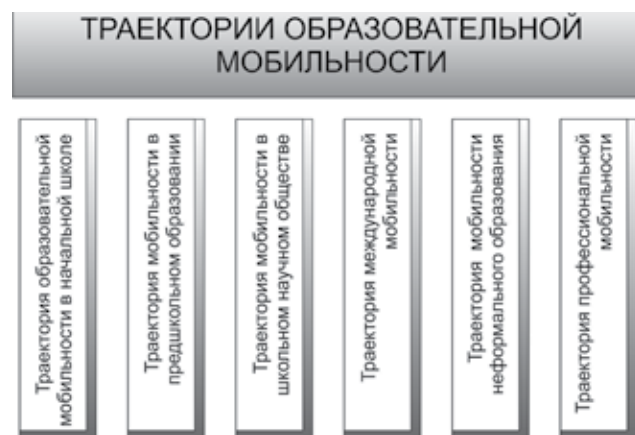 ТРАЕКТОРИИ ОБРАЗОВАТЕЛЬНОЙ
МОБИЛЬНОСТИ
Траектория образовательной
мобильности в начальной школе
Траектория мобильности в
предшкольном образовании
Траектория мобильности в
школьном научном обществе
Траектория международной
мобильности
Траектория мобильности
неформального образования
Траектория профессиональной
мобильности